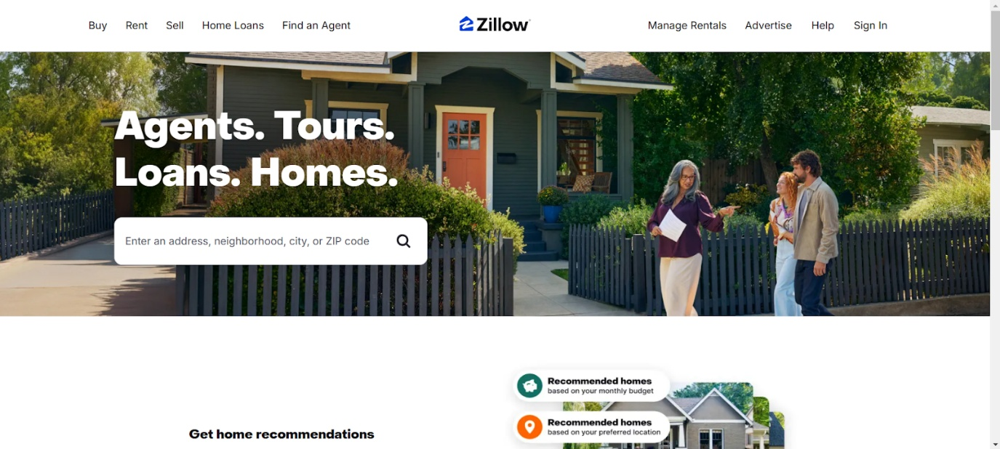 Buy Rent Sell Home Loans Find an Agent Zillow Manage Rentals Advertise Help Sign In
Agents. Tours.
Loans. Homes.
Enter an address, neighborhood, city, or ZIP code
Recommended homes
based on your monthly budget
Recommended homes
based on your preferred location
Get home recommendations